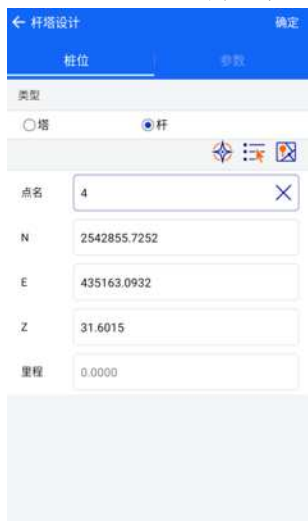 杆塔设计 确定
桩位 参数
类型
塔 杆
点名 4
N 2542855.7252
E 435163.0932
Z 31.6015
里程 0.0000